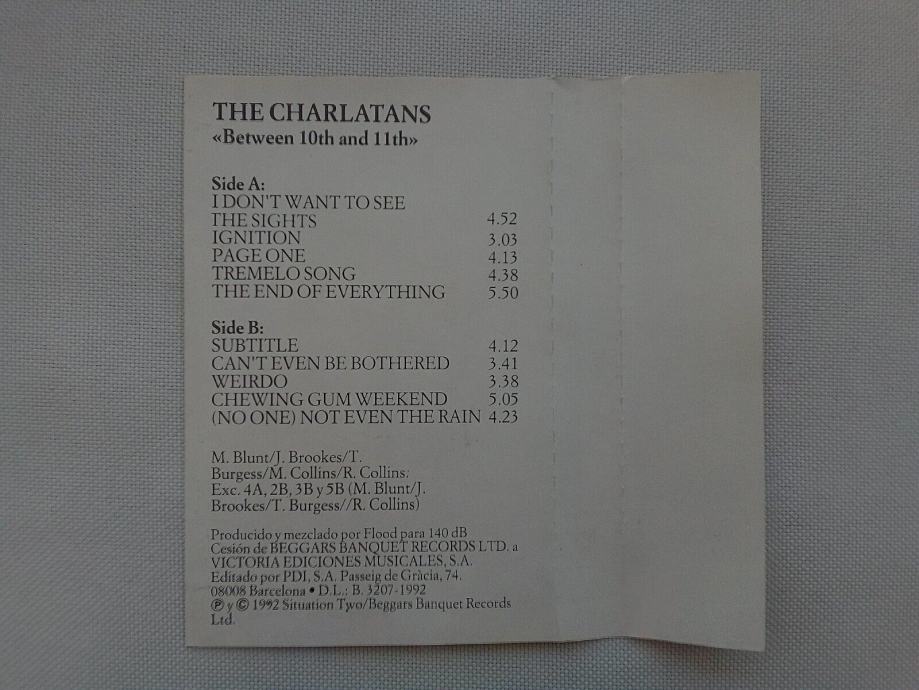 THE CHARLATANS
«Between 10th and 11th»
Side A:
I DON'T WANT TO SEE
THE SIGHTS 4.52
IGNITION 3.03
PAGE ONE 4.13
TREMELO SONG 4.38
THE END OF EVERYTHING 5.50
Side B:
SUBTITLE 4.12
CAN'T EVEN BE BOTHERED 3.41
WEIRDO 3.38
CHEWING GUM WEEKEND 5.05
(NO ONE) NOT EVEN THE RAIN 4.23
M. Blunt/J. Brookes/T.
Burgess/M. Collins/R. Collins.
Exc. 4A, 2B, 3B y 5B (M. Blunt/J.
Brookes/T. Burgess//R. Collins)
Producido y mezclado por Flood para 140 dB
Cesión de BEGGARS BANQUET RECORDS LTD. a
VICTORIA EDICIONES MUSICALES, S.A.
Editado por PDI, S.A. Passeig de Gràcia, 74.
08008 Barcelona • D.L.: B. 3207-1992
℗ y © 1992 Situation Two/Beggars Banquet Records
Ltd.